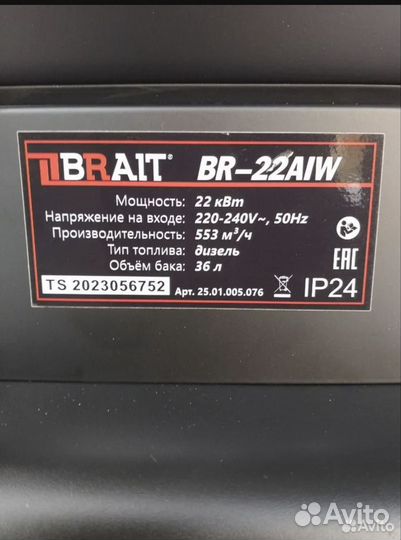 BRAIT® BR-22AIW
Мощность: 22 кВт
Напряжение на входе: 220-240V~, 50Hz
Производительность: 553 м³/ч
Тип топлива: дизель
Объём бака: 36 л
TS 2023056752 Арт. 25.01.005.076 IP24
EAC
Avito
Avito